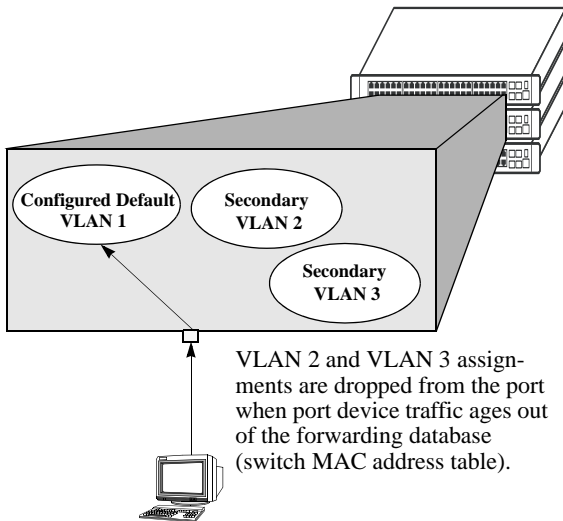 Configured Default
VLAN 1
Secondary
VLAN 2
Secondary
VLAN 3
VLAN 2 and VLAN 3 assign-
ments are dropped from the port
when port device traffic ages out
of the forwarding database
(switch MAC address table).